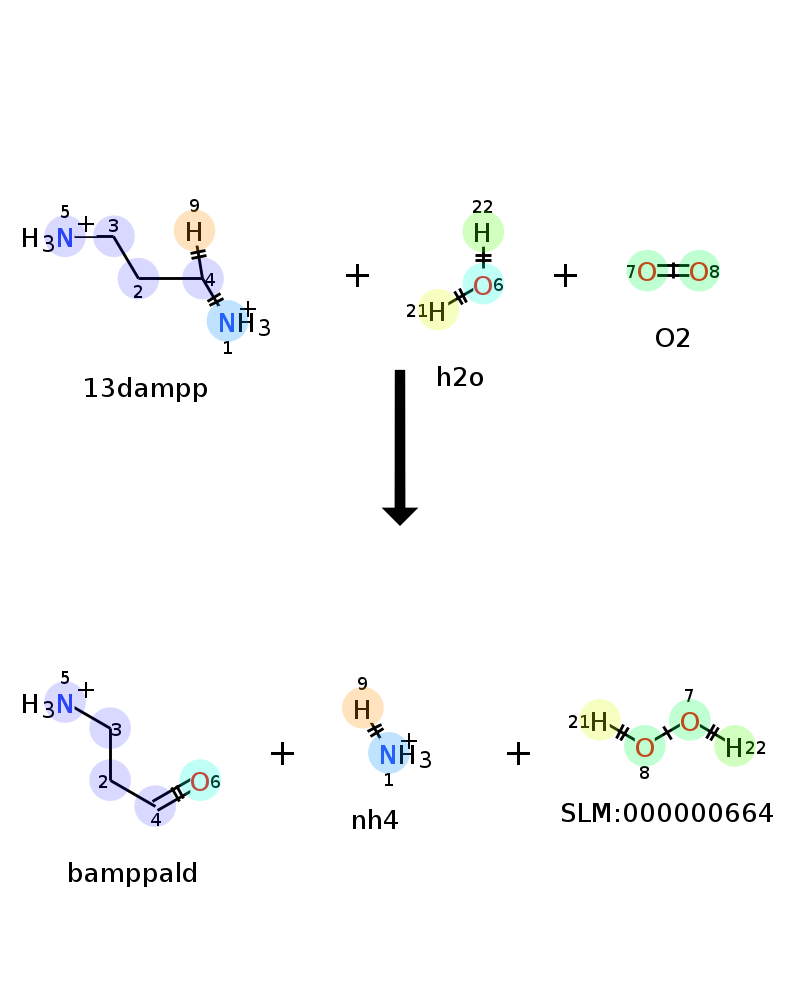 5 3 9 22
H3N+ H H
2 4 + O6 + 7O O8
21H
NH3+
1
O2
13dampp h2o
5
H3N+ 9 7
3 H 21H O
2 O6 + NH3+ + O H22
4 1 8
bamppald nh4 SLM:000000664